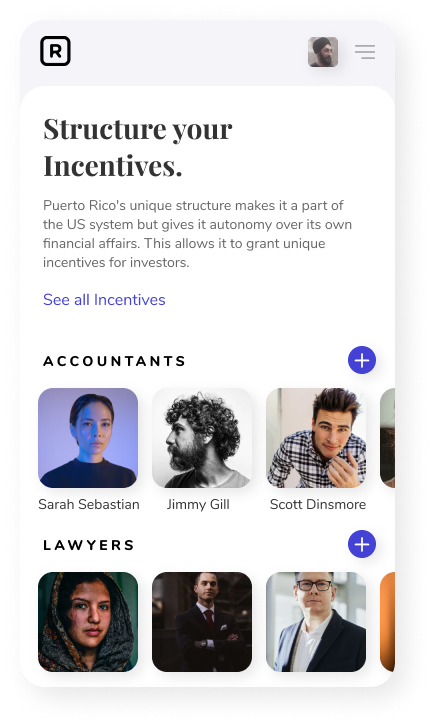 R
Structure your
Incentives.
Puerto Rico's unique structure makes it a part of
the US system but gives it autonomy over its own
financial affairs. This allows it to grant unique
incentives for investors.
See all Incentives
ACCOUNTANTS
Sarah Sebastian Jimmy Gill Scott Dinsmore
LAWYERS